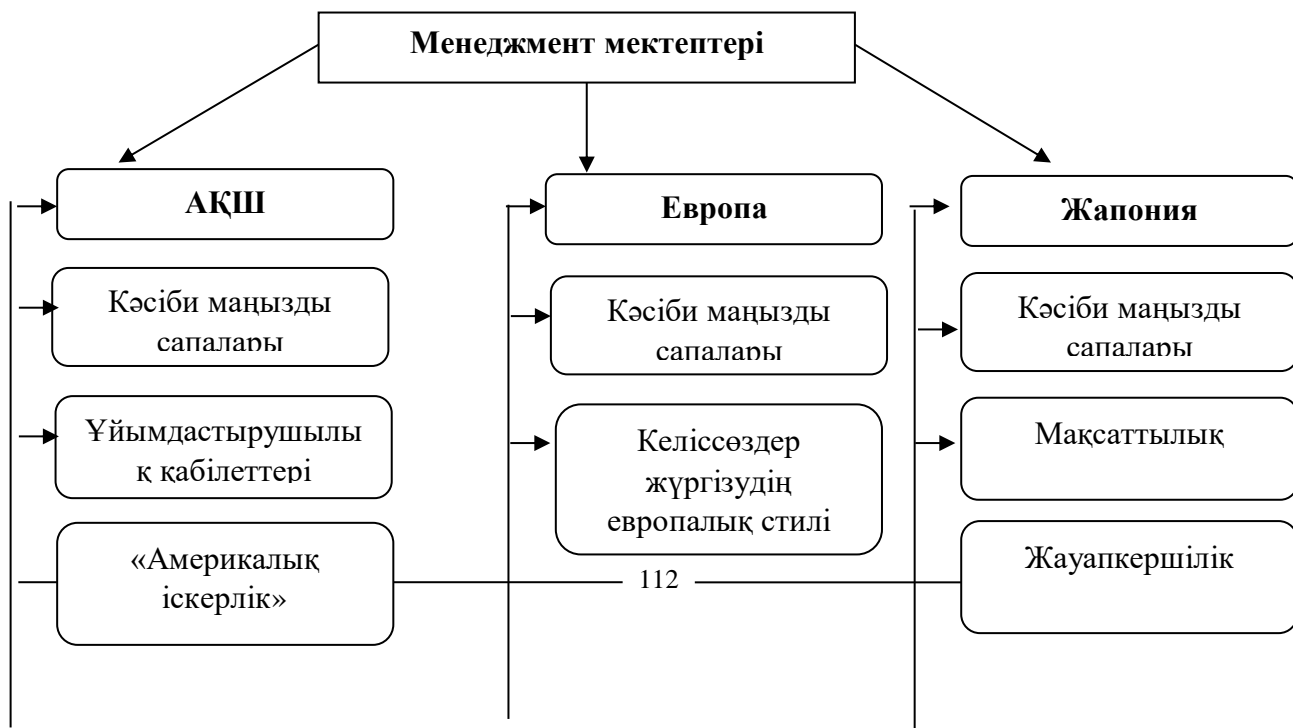 Менеджмент мектептері
АҚШ
Европа
Жапония
Кәсіби маңызды
сапалары
Кәсіби маңызды
сапалары
Кәсіби маңызды
сапалары
Ұйымдастырушылы
қ қабілеттері
Келіссөздер
жүргізудің
европалық стилі
Мақсаттылық
«Америкалық
іскерлік»
112
Жауапкершілік